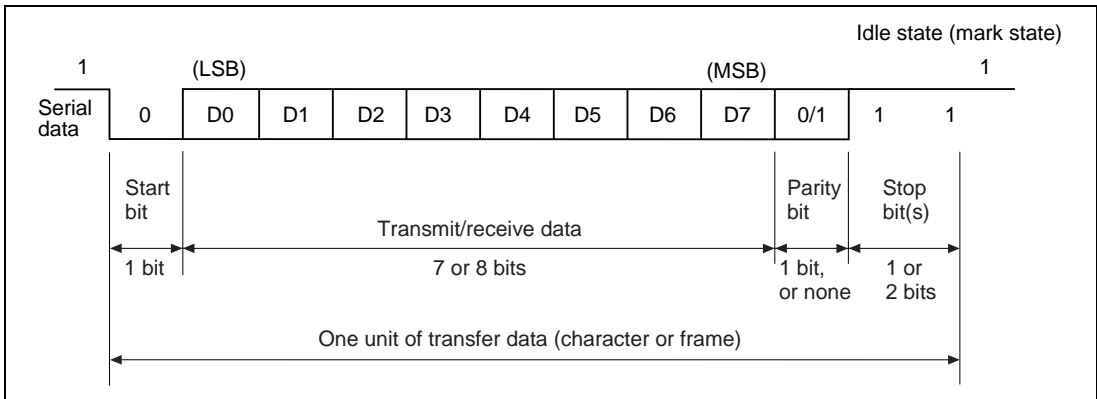 Idle state (mark state)
1 (LSB) (MSB) 1
Serial
data
0 D0 D1 D2 D3 D4 D5 D6 D7 0/1 1 1
Start
bit
Parity
bit
Stop
bit(s)
Transmit/receive data
1 bit
7 or 8 bits
1 bit,
or none
1 or
2 bits
One unit of transfer data (character or frame)